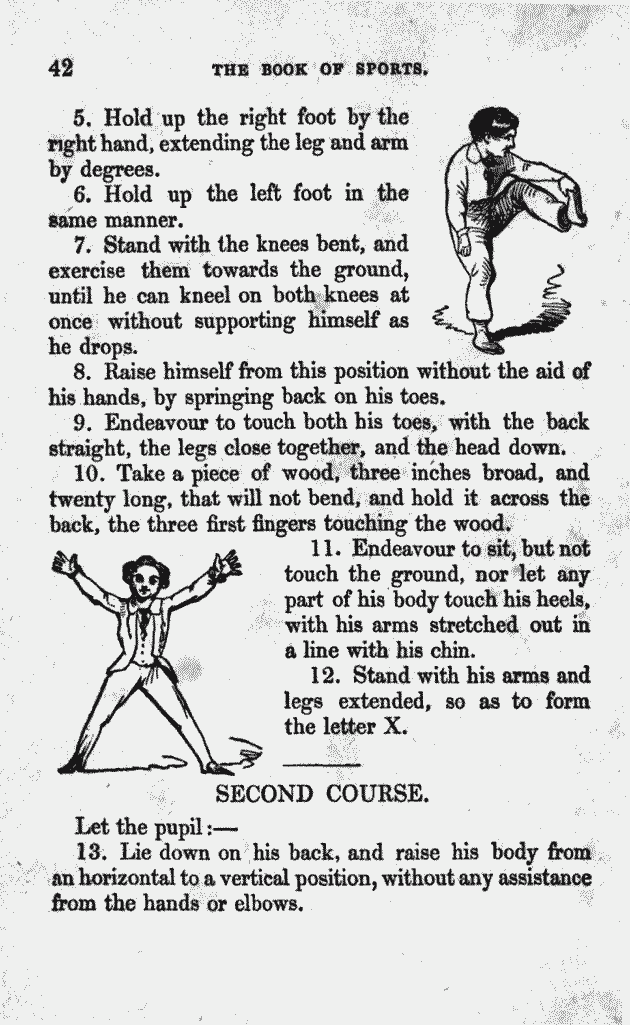 42
THE BOOK OF SPORTS.
5. Hold up the right foot by the
right hand, extending the leg and arm
by degrees.
6. Hold up the left foot in the
same manner.
7. Stand with the knees bent, and
exercise them towards the ground,
until he can kneel on both knees at
once without supporting himself as
he drops.
8. Raise himself from this position without the aid of
his hands, by springing back on his toes.
9. Endeavour to touch both his toes, with the back
straight, the legs close together, and the head down.
10. Take a piece of wood, three inches broad, and
twenty long, that will not bend, and hold it across the
back, the three first fingers touching the wood.
11. Endeavour to sit, but not
touch the ground, nor let any
part of his body touch his heels,
with his arms stretched out in
a line with his chin.
12. Stand with his arms and
legs extended, so as to form
the letter X.
SECOND COURSE.
Let the pupil :—
13. Lie down on his back, and raise his body from
an horizontal to a vertical position, without any assistance
from the hands or elbows.